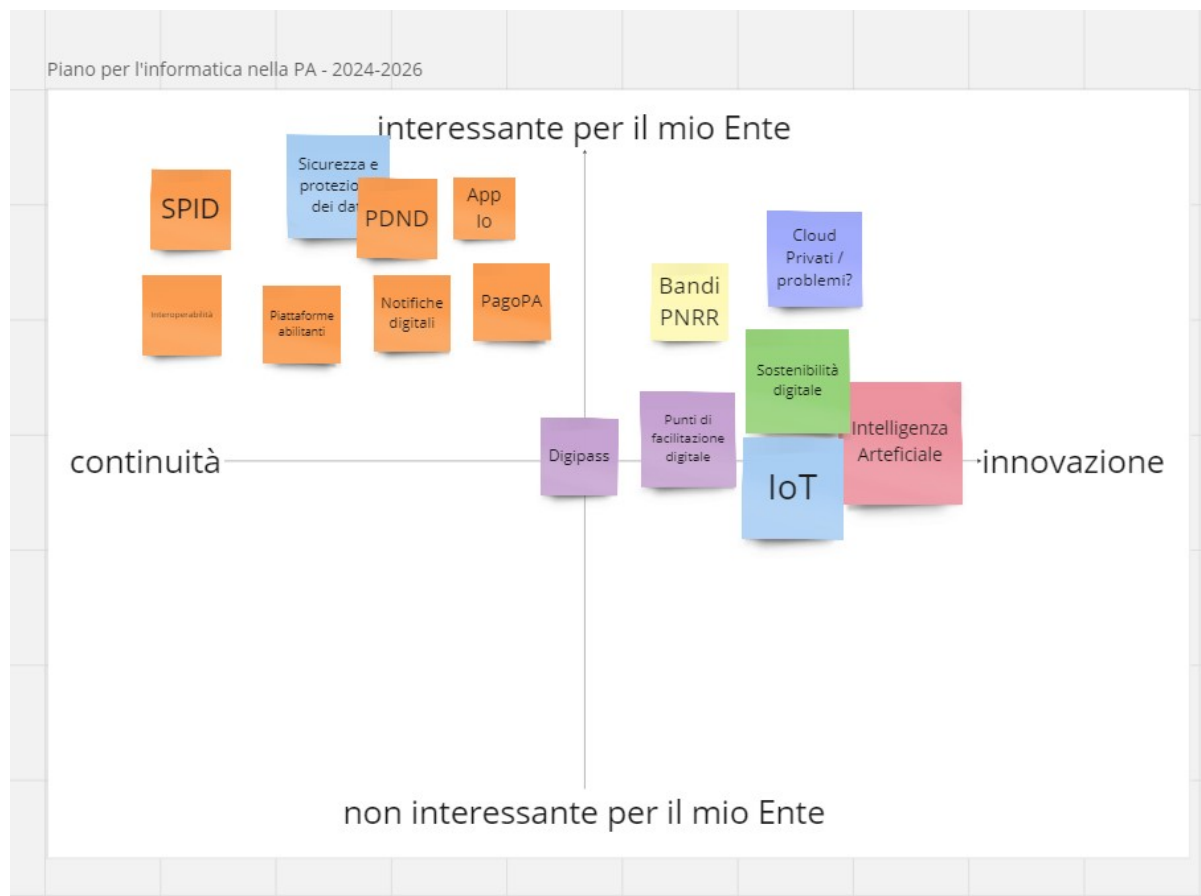 Piano per l'informatica nella PA - 2024-2026
interessante per il mio Ente
Sicurezza e
protezio
dei dat
SPID
PDND
App
Io
Cloud
Privati /
problemi?
Interoperabilità
Piattaforme
abilitanti
Notifiche
digitali
PagoPA
Bandi
PNRR
Sostenibilità
digitale
Punti di
facilitazione
digitale
Intelligenza
Arteficiale
continuità
Digipass
IoT
innovazione
non interessante per il mio Ente